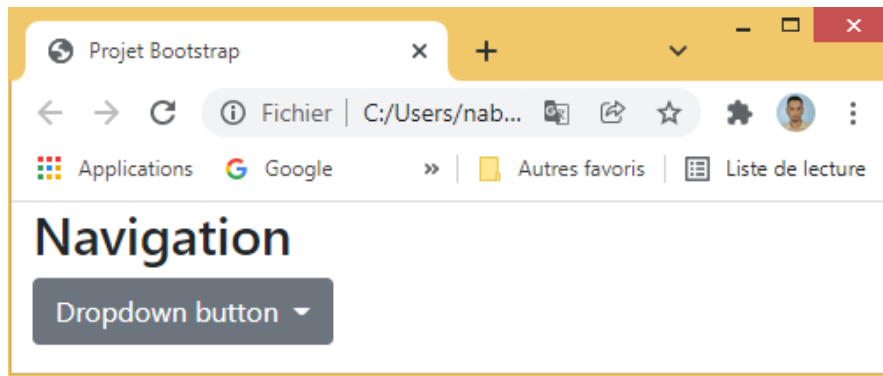 Projet Bootstrap
Fichier C:/Users/nab...
Applications Google » Autres favoris Liste de lecture
Navigation
Dropdown button